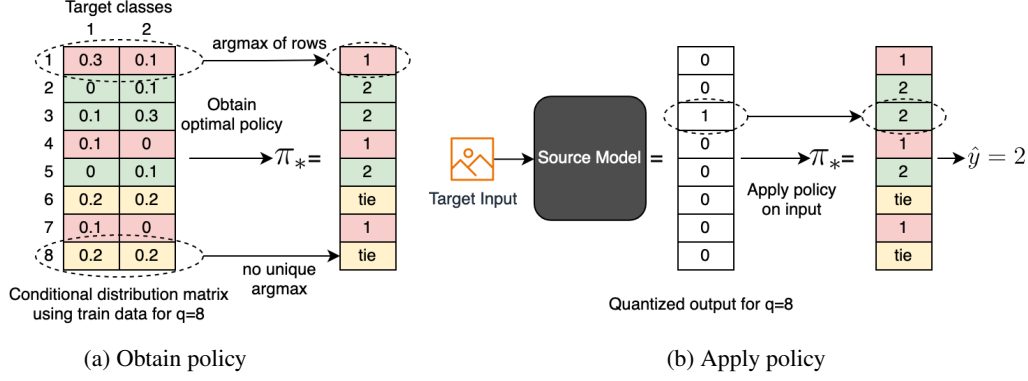 Target classes
1 2
1 0.3 0.1
2 0 0.1
3 0.1 0.3
4 0.1 0
5 0 0.1
6 0.2 0.2
7 0.1 0
8 0.2 0.2
argmax of rows
Obtain
optimal policy
π*=
no unique
argmax
1
2
2
1
2
tie
1
tie
Conditional distribution matrix
using train data for q=8
(a) Obtain policy
Target Input
Source Model
=
0
0
1
0
0
0
0
0
π*=
Apply policy
on input
1
2
2
1
2
tie
1
tie
ŷ = 2
Quantized output for q=8
(b) Apply policy